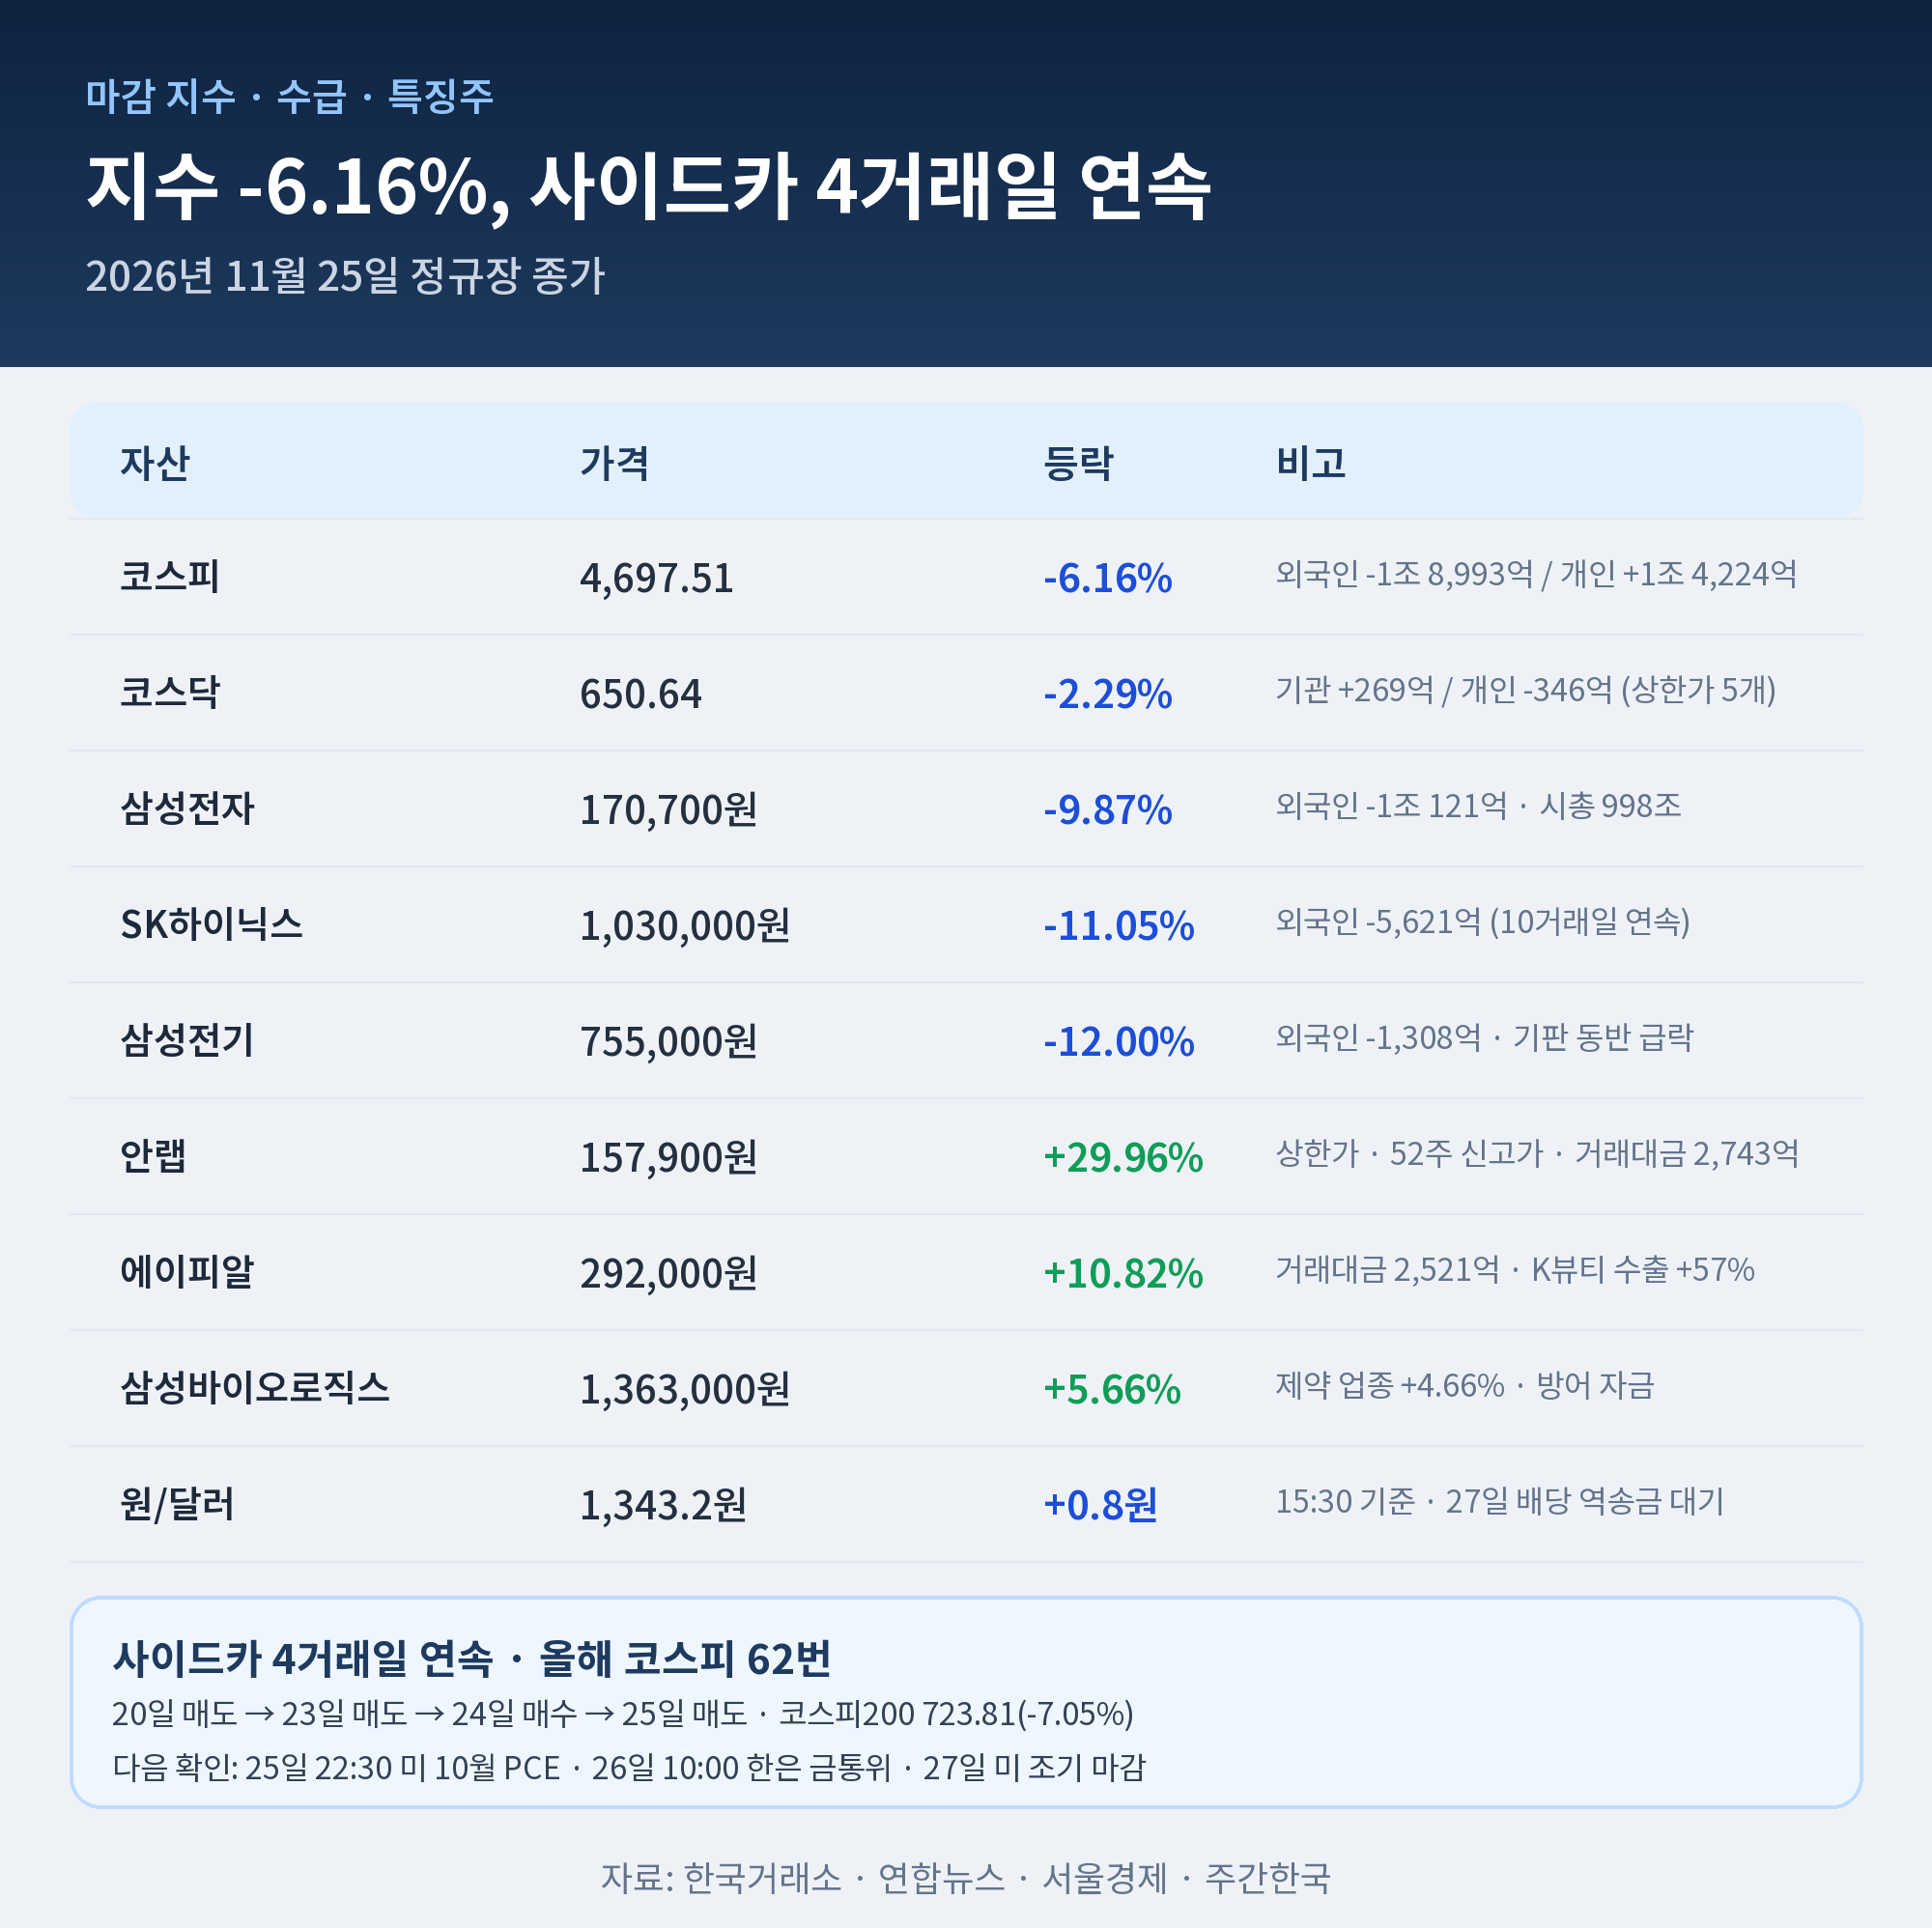 마감 지수 · 수급 · 특징주
지수 -6.16%, 사이드카 4거래일 연속
2026년 11월 25일 정규장 종가
자산 가격 등락 비고
코스피 4,697.51 -6.16% 외국인 -1조 8,993억 / 개인 +1조 4,224억
코스닥 650.64 -2.29% 기관 +269억 / 개인 -346억 (상한가 5개)
삼성전자 170,700원 -9.87% 외국인 -1조 121억 · 시총 998조
SK하이닉스 1,030,000원 -11.05% 외국인 -5,621억 (10거래일 연속)
삼성전기 755,000원 -12.00% 외국인 -1,308억 · 기판 동반 급락
안랩 157,900원 +29.96% 상한가 · 52주 신고가 · 거래대금 2,743억
에이피알 292,000원 +10.82% 거래대금 2,521억 · K뷰티 수출 +57%
삼성바이오로직스 1,363,000원 +5.66% 제약 업종 +4.66% · 방어 자금
원/달러 1,343.2원 +0.8원 15:30 기준 · 27일 배당 역송금 대기
사이드카 4거래일 연속 · 올해 코스피 62번
20일 매도 → 23일 매도 → 24일 매수 → 25일 매도 · 코스피200 723.81(-7.05%)
다음 확인: 25일 22:30 미 10월 PCE · 26일 10:00 한은 금통위 · 27일 미 조기 마감
자료: 한국거래소 · 연합뉴스 · 서울경제 · 주간한국